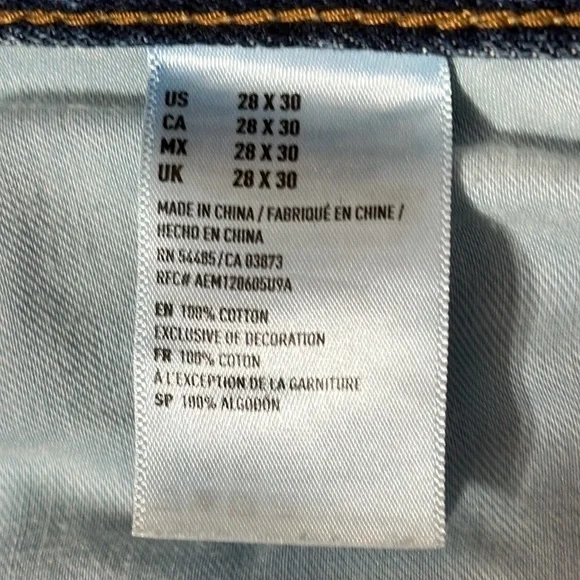 US 28 X 30
CA 28 X 30
MX 28 X 30
UK 28 X 30
MADE IN CHINA / FABRIQUÉ EN CHINE /
HECHO EN CHINA
RN 54485/CA 03873
RFC# AEM120605U9A
EN 100% COTTON
EXCLUSIVE OF DECORATION
FR 100% COTON
À L'EXCEPTION DE LA GARNITURE
SP 100% ALGODÓN